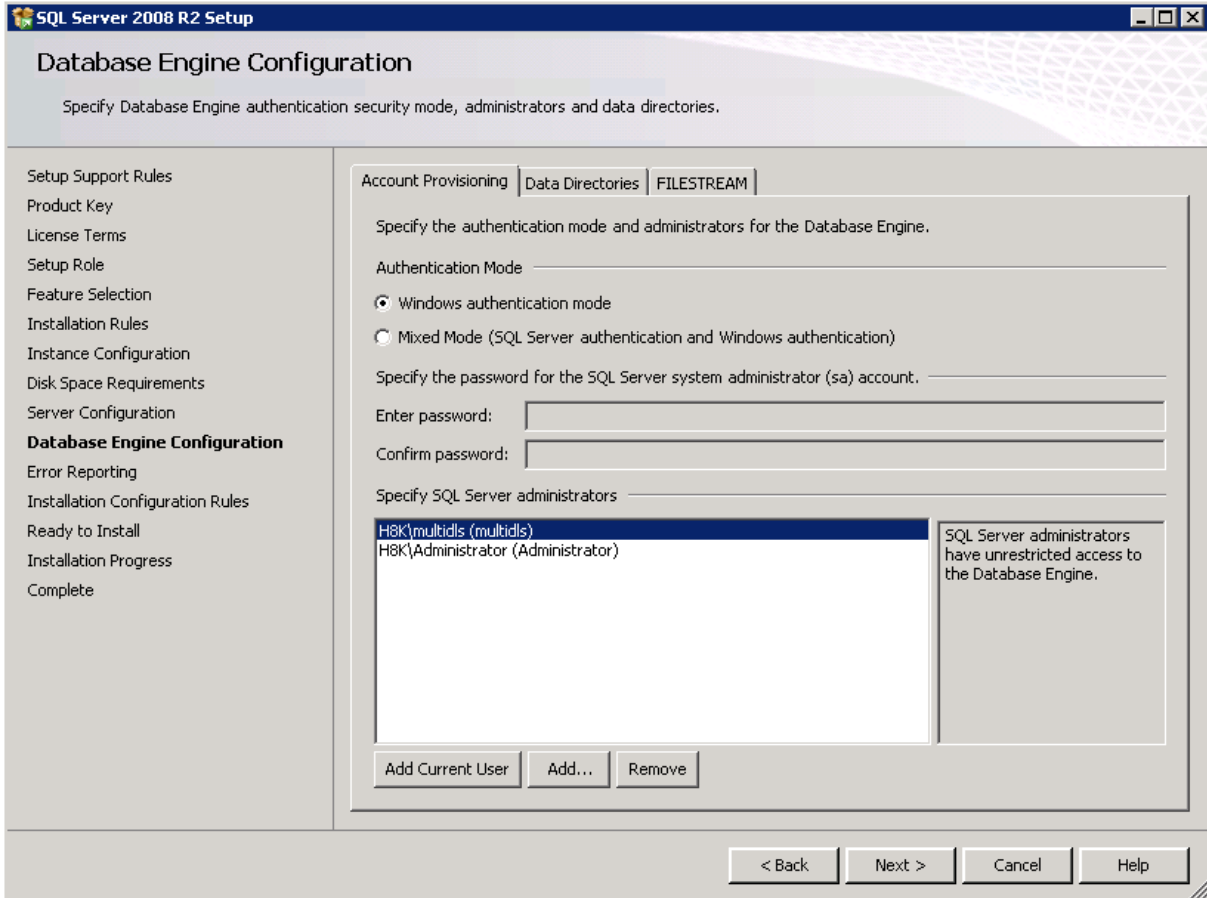 SQL Server 2008 R2 Setup
Database Engine Configuration
Specify Database Engine authentication security mode, administrators and data directories.
Setup Support Rules
Product Key
License Terms
Setup Role
Feature Selection
Installation Rules
Instance Configuration
Disk Space Requirements
Server Configuration
Database Engine Configuration
Error Reporting
Installation Configuration Rules
Ready to Install
Installation Progress
Complete
Account Provisioning Data Directories FILESTREAM
Specify the authentication mode and administrators for the Database Engine.
Authentication Mode
Windows authentication mode
Mixed Mode (SQL Server authentication and Windows authentication)
Specify the password for the SQL Server system administrator (sa) account.
Enter password:
Confirm password:
Specify SQL Server administrators
H8K\multidls (multidls)
H8K\Administrator (Administrator)
SQL Server administrators
have unrestricted access to
the Database Engine.
Add Current User Add... Remove
< Back Next > Cancel Help